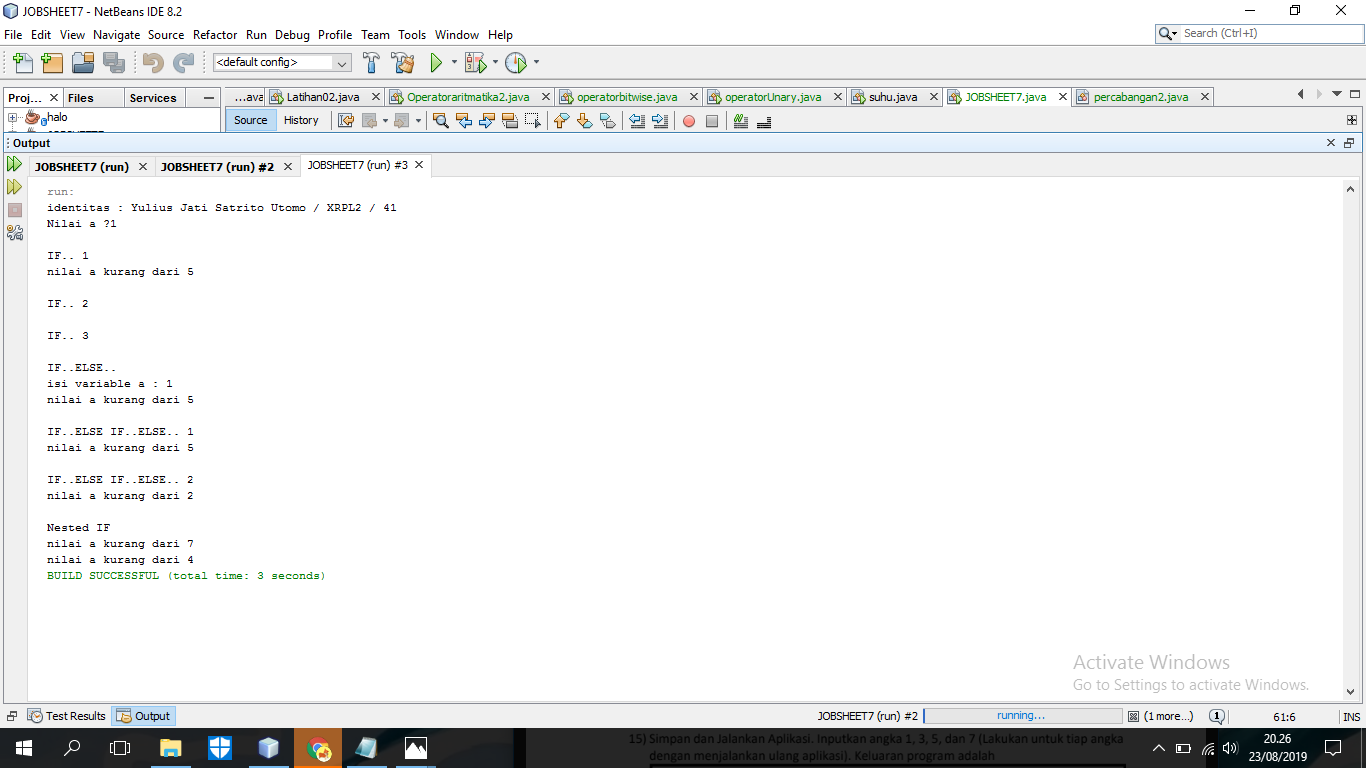 JOBSHEET7 - NetBeans IDE 8.2
File Edit View Navigate Source Refactor Run Debug Profile Team Tools Window Help
Search (Ctrl+I)
<default config>
Proj... Files Services
...ava Latihan02.java Operatoraritmatika2.java operatorbitwise.java operatorUnary.java suhu.java JOBSHEET7.java percabangan2.java
halo
Source History
Output
JOBSHEET7 (run) JOBSHEET7 (run) #2 JOBSHEET7 (run) #3
run:
identitas : Yulius Jati Satrito Utomo / XRPL2 / 41
Nilai a ?1
IF.. 1
nilai a kurang dari 5
IF.. 2
IF.. 3
IF..ELSE..
isi variable a : 1
nilai a kurang dari 5
IF..ELSE IF..ELSE.. 1
nilai a kurang dari 5
IF..ELSE IF..ELSE.. 2
nilai a kurang dari 2
Nested IF
nilai a kurang dari 7
nilai a kurang dari 4
BUILD SUCCESSFUL (total time: 3 seconds)
Activate Windows
Go to Settings to activate Windows.
Test Results Output
JOBSHEET7 (run) #2 running... (1 more...) 1 61:6 INS
15) Simpan dan Jalankan Aplikasi. Inputkan angka 1, 3, 5, dan 7 (Lakukan untuk tiap angka
dengan menjalankan ulang aplikasi). Keluaran program adalah
20.26
23/08/2019